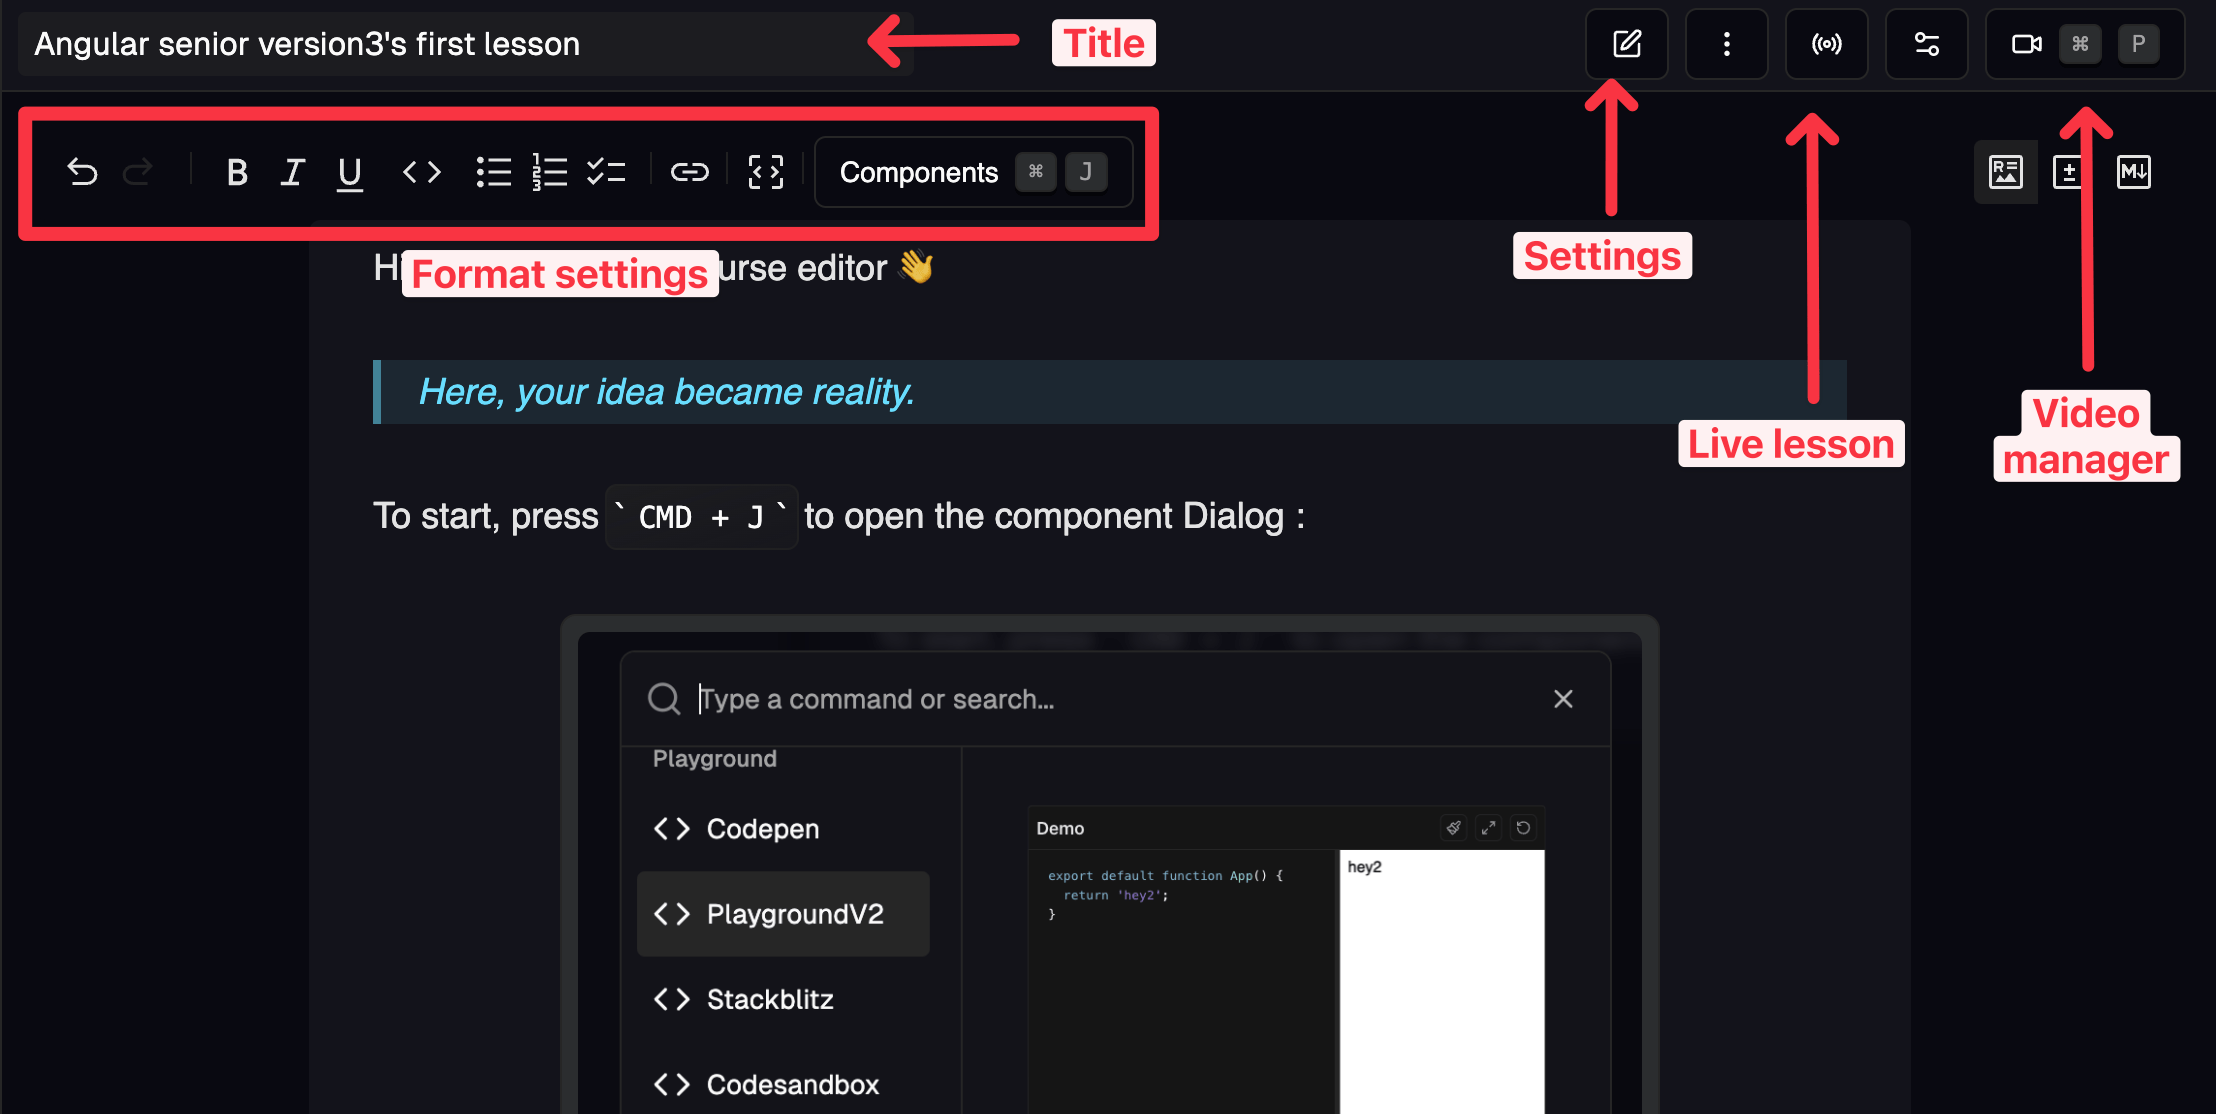 Angular senior version3's first lesson
Title
⌘ P
B I U
Components ⌘ J
Format settings
urse editor 👋
Settings
Here, your idea became reality.
Live lesson
Video
manager
To start, press ` CMD + J ` to open the component Dialog :
Type a command or search...
Playground
Codepen
PlaygroundV2
Stackblitz
Codesandbox
Demo
export default function App() {
return 'hey2';
}
hey2